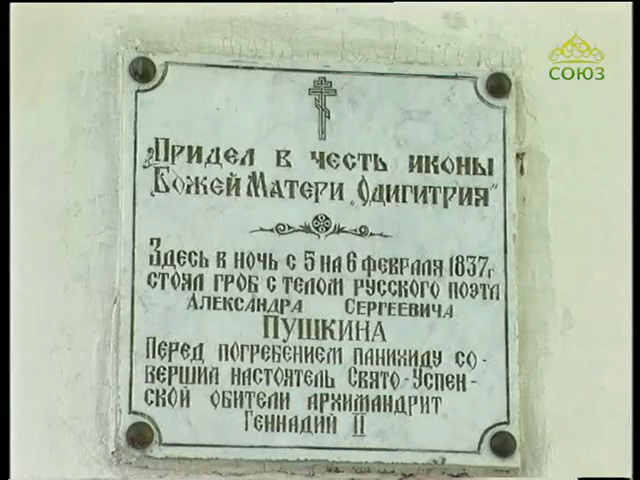 СОЮЗ
Придел в честь иконы
Божей Матери „Одигитрия"
Здесь в ночь с 5 на 6 февраля 1837г
стоял гроб с телом русского поэта
Александра Сергеевича
Пушкина
Перед погребением панихиду со-
вершил настоятель Свято-Успен-
ской обители архимандрит
Геннадий II